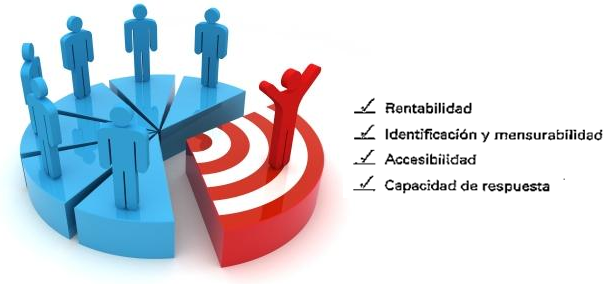 Rentabilidad
Identificación y mensurabilidad
Accesibilidad
Capacidad de respuesta